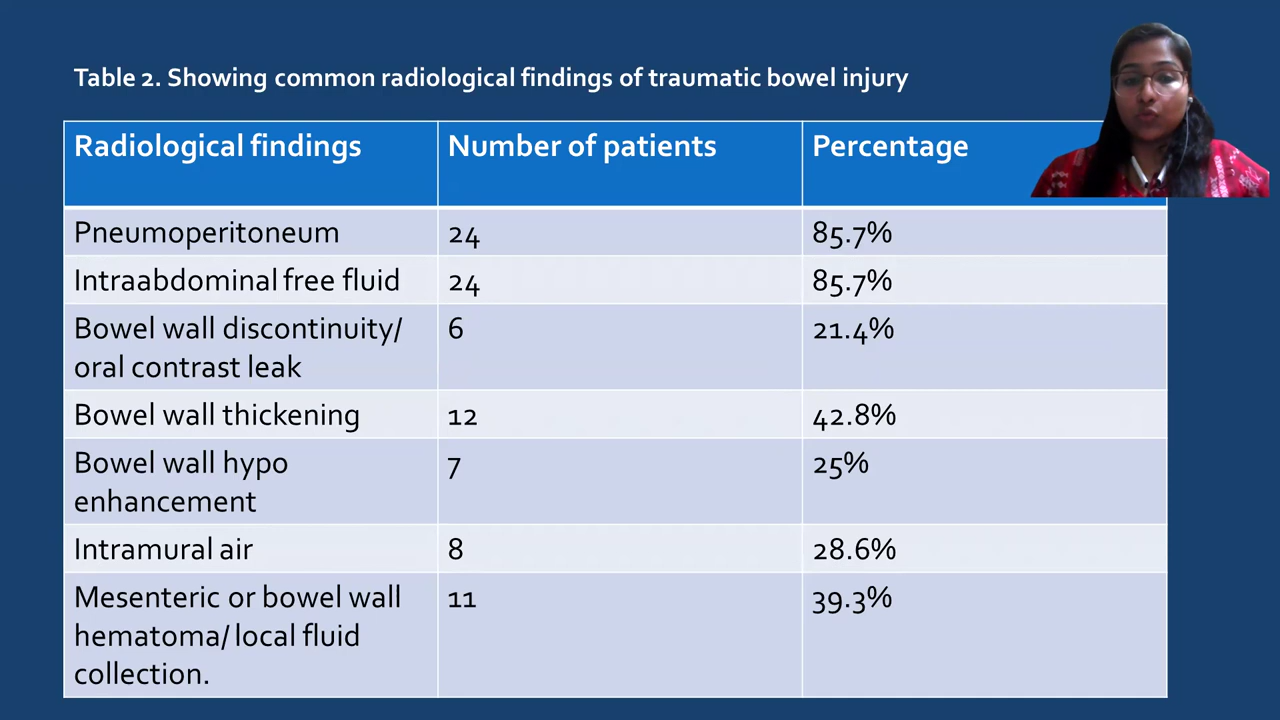 Table 2. Showing common radiological findings of traumatic bowel injury
Radiological findings Number of patients Percentage
Pneumoperitoneum 24 85.7%
Intraabdominal free fluid 24 85.7%
Bowel wall discontinuity/ 6 21.4%
oral contrast leak
Bowel wall thickening 12 42.8%
Bowel wall hypo 7 25%
enhancement
Intramural air 8 28.6%
Mesenteric or bowel wall 11 39.3%
hematoma/ local fluid
collection.